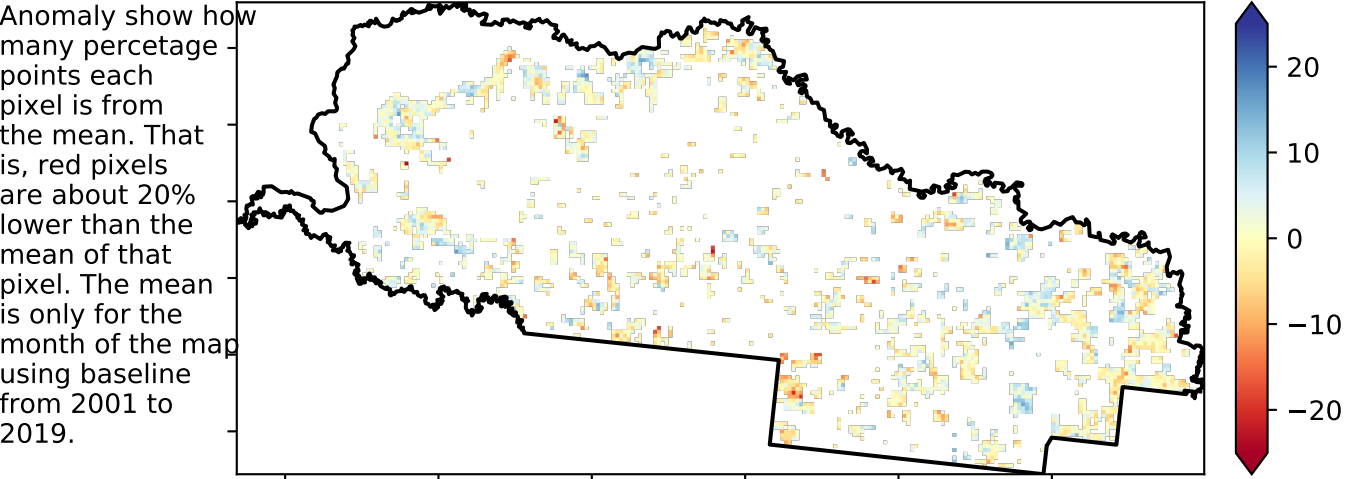 Anomaly show how
many percetage
points each
pixel is from
the mean. That
is, red pixels
are about 20%
lower than the
mean of that
pixel. The mean
is only for the
month of the map
using baseline
from 2001 to
2019.
20
10
0
−10
−20